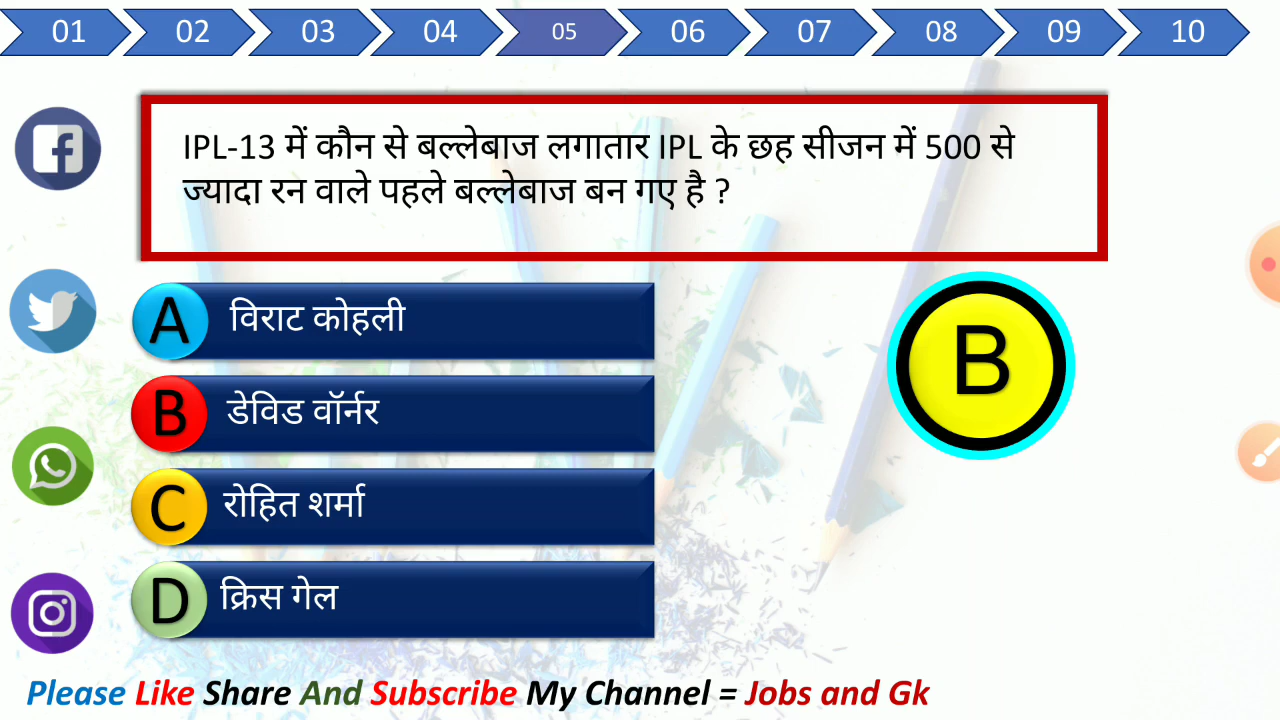 01 02 03 04 05 06 07 08 09 10
IPL-13 में कौन से बल्लेबाज लगातार IPL के छह सीजन में 500 से
ज्यादा रन वाले पहले बल्लेबाज बन गए है ?
A विराट कोहली
B डेविड वॉर्नर
C रोहित शर्मा
D क्रिस गेल
B
Please Like Share And Subscribe My Channel = Jobs and Gk